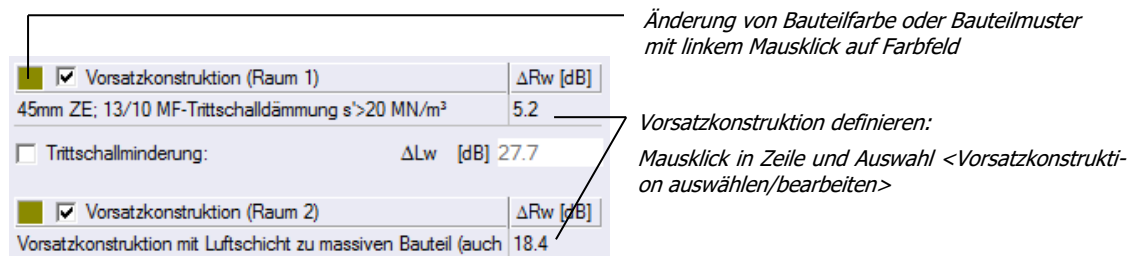 Änderung von Bauteilfarbe oder Bauteilmuster
mit linkem Mausklick auf Farbfeld
Vorsatzkonstruktion (Raum 1) ΔRw [dB]
45mm ZE; 13/10 MF-Trittschalldämmung s'>20 MN/m³ 5.2
Vorsatzkonstruktion definieren:
Trittschallminderung: ΔLw [dB] 27.7
Mausklick in Zeile und Auswahl <Vorsatzkonstrukti-
on auswählen/bearbeiten>
Vorsatzkonstruktion (Raum 2) ΔRw [dB]
Vorsatzkonstruktion mit Luftschicht zu massiven Bauteil (auch 18.4